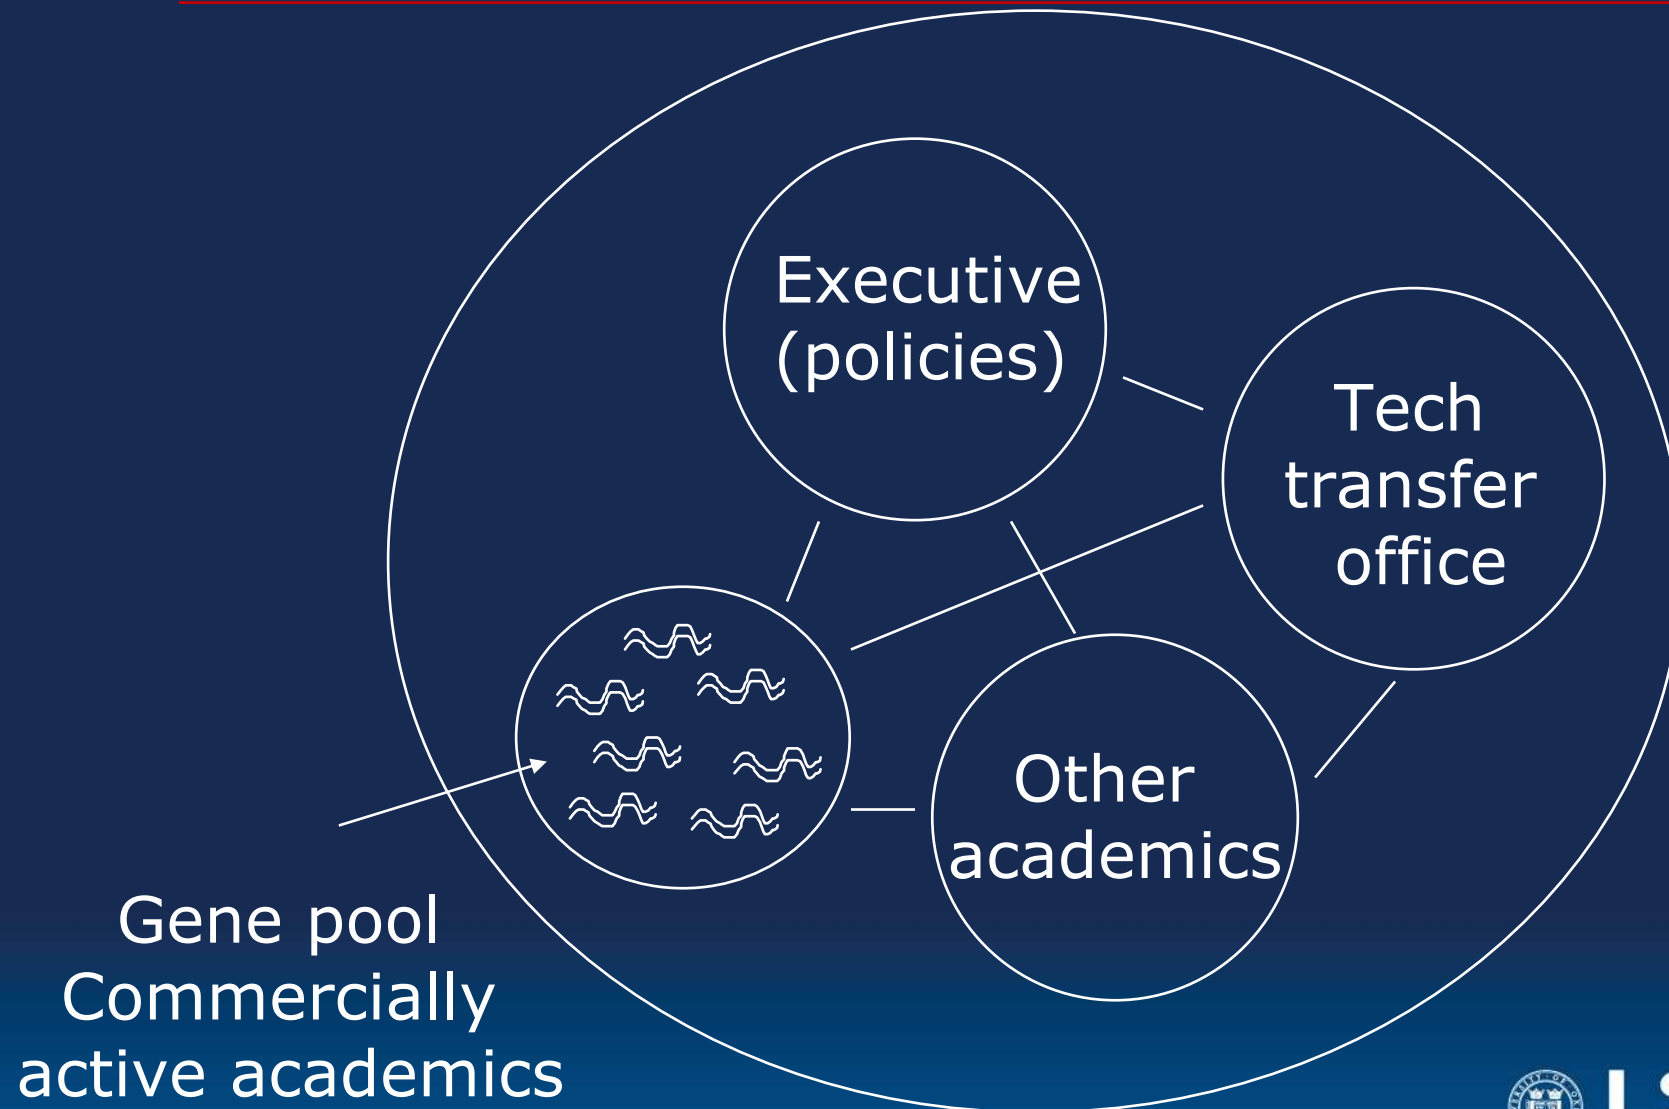 Executive
(policies)
Tech
transfer
office
Other
academics
Gene pool
Commercially
active academics